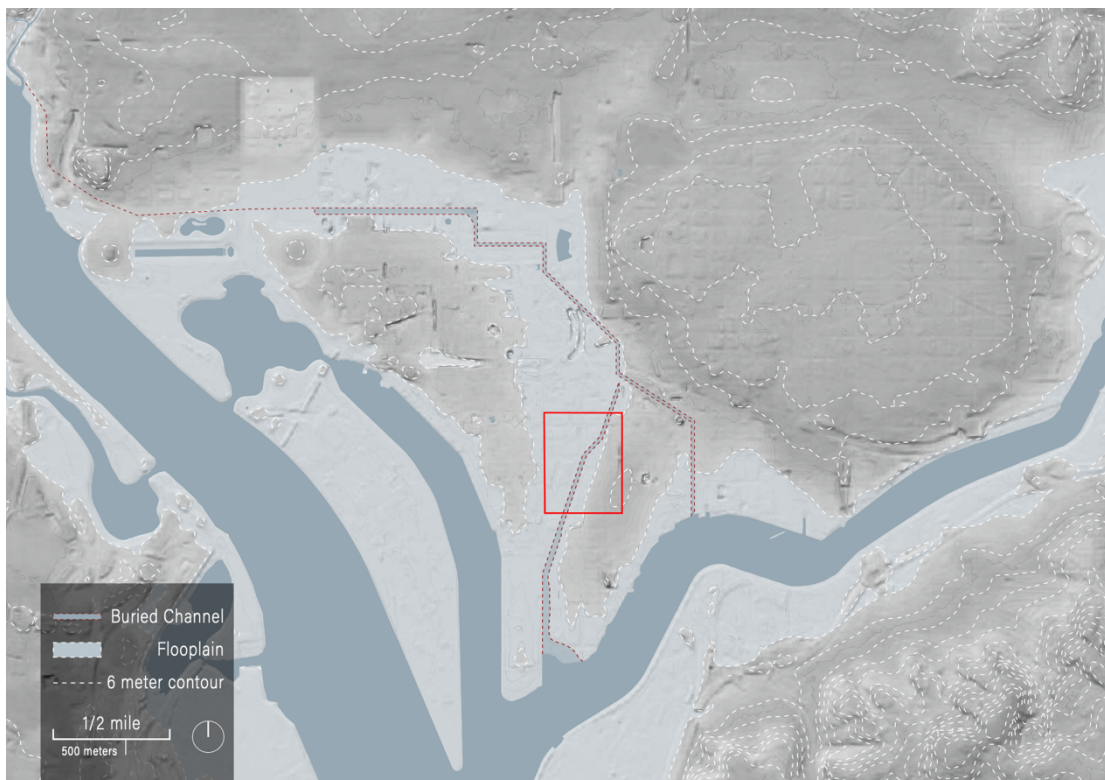 Buried Channel
Flooplain
6 meter contour
1/2 mile
500 meters